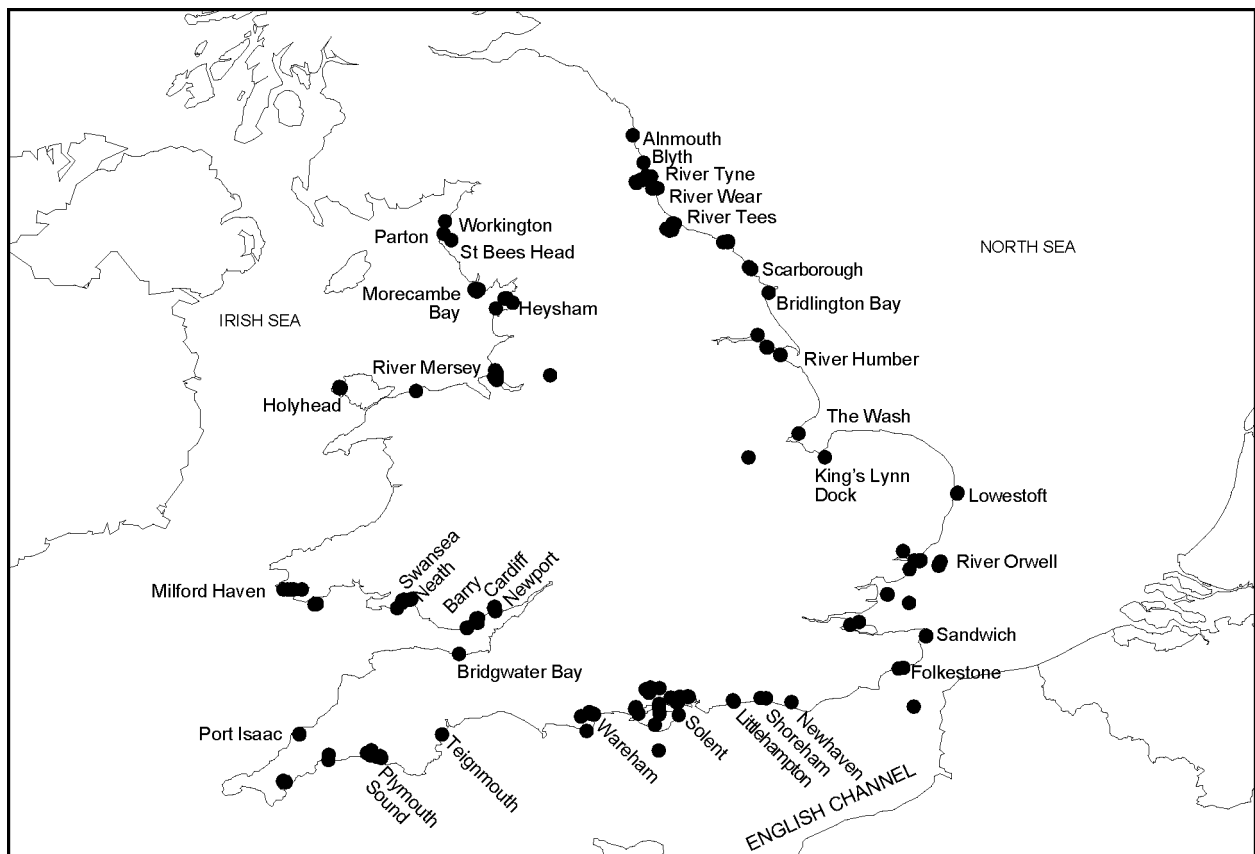 Alnmouth
Blyth
River Tyne
River Wear
River Tees
Workington
Parton
St Bees Head
NORTH SEA
Scarborough
Morecambe
Bay
Bridlington Bay
Heysham
IRISH SEA
River Humber
River Mersey
Holyhead
The Wash
King's Lynn
Dock
Lowestoft
River Orwell
Milford Haven
Swansea
Neath
Barry
Cardiff
Newport
Sandwich
Bridgwater Bay
Folkestone
Port Isaac
Plymouth
Sound
Teignmouth
Wareham
Solent
Littlehampton
Shoreham
Newhaven
ENGLISH CHANNEL